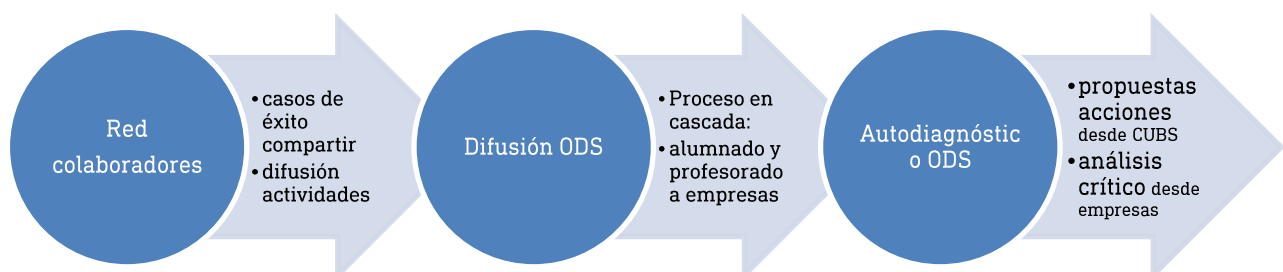 Red
colaboradores
•casos de
éxito
compartir
•difusión
actividades
Difusión ODS
•Proceso en
cascada:
•alumnado y
profesorado
a empresas
Autodiagnóstic
o ODS
•propuestas
acciones
desde CUBS
•análisis
crítico desde
empresas